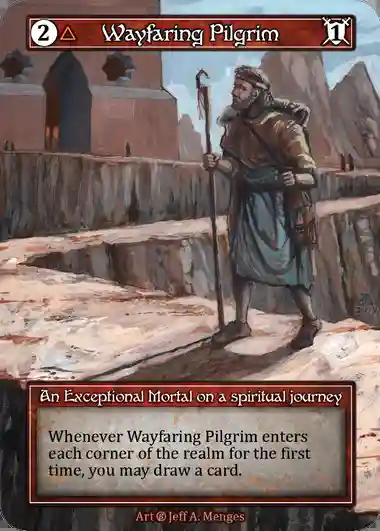 2 Wayfaring Pilgrim 1
An Exceptional Mortal on a spiritual journey
Whenever Wayfaring Pilgrim enters
each corner of the realm for the first
time, you may draw a card.
Art @ Jeff A. Menges